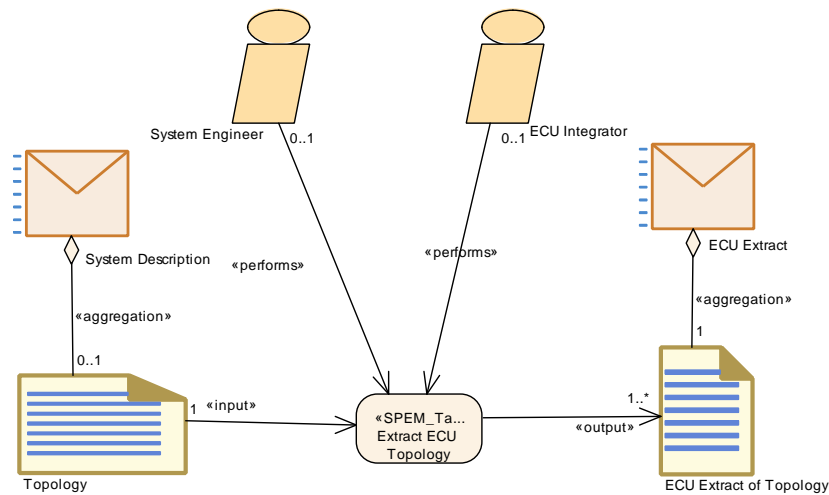 System Engineer
0..1
ECU Integrator
0..1
System Description
ECU Extract
«performs»
«performs»
«aggregation»
«aggregation»
0..1
1
1
«input»
«SPEM_Ta...
Extract ECU
Topology
1..*
«output»
Topology
ECU Extract of Topology